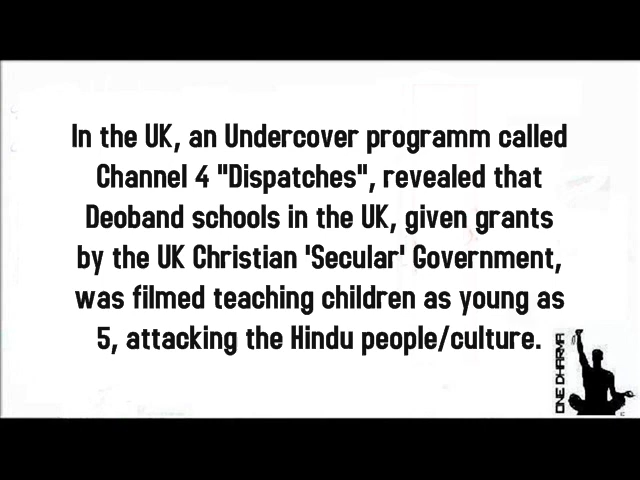 In the UK, an Undercover programm called
Channel 4 "Dispatches", revealed that
Deoband schools in the UK, given grants
by the UK Christian 'Secular' Government,
was filmed teaching children as young as
5, attacking the Hindu people/culture.
ONE DHARMA